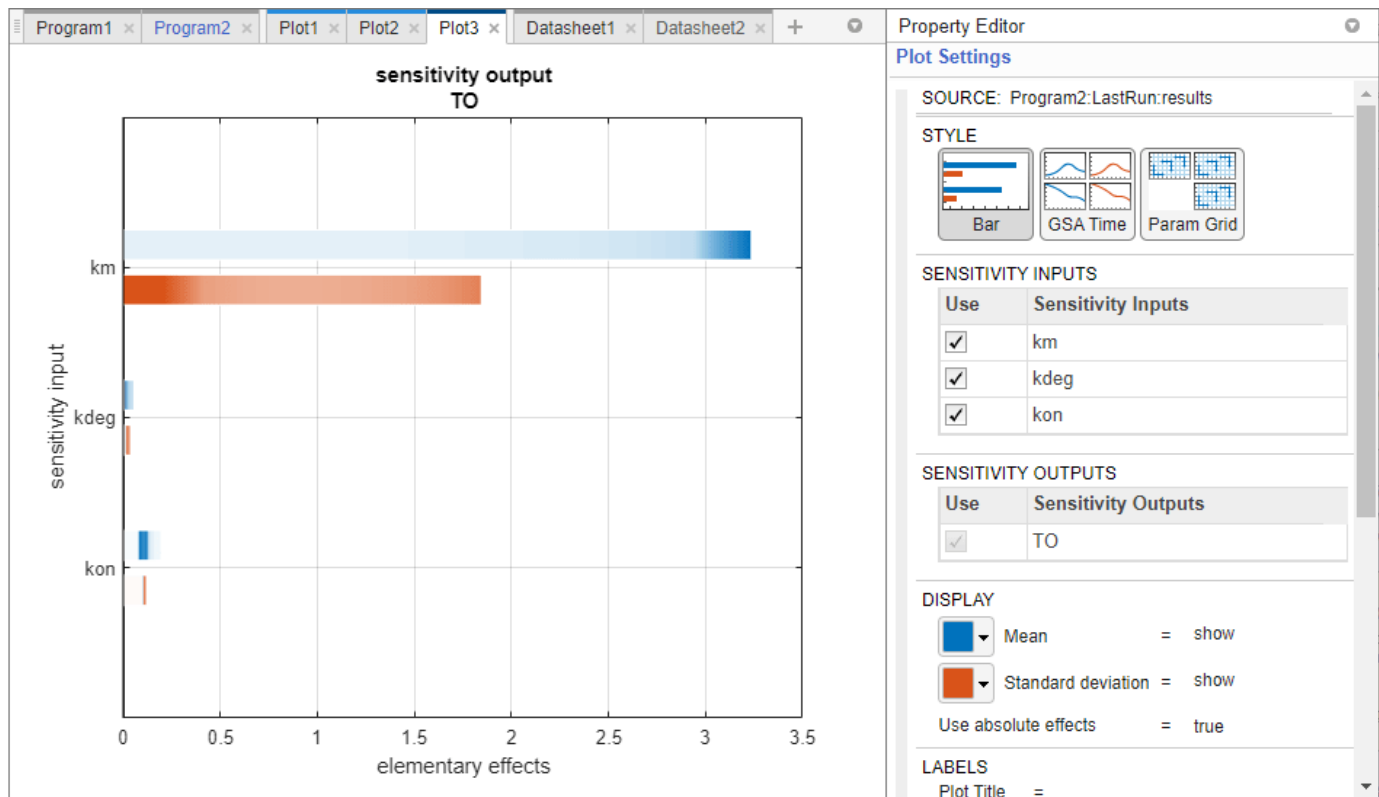 Program1 × Program2 × Plot1 × Plot2 × Plot3 × Datasheet1 × Datasheet2 × +
sensitivity output
TO
sensitivity input
km
kdeg
kon
0 0.5 1 1.5 2 2.5 3 3.5
elementary effects
Property Editor
Plot Settings
SOURCE: Program2:LastRun:results
STYLE
Bar GSA Time Param Grid
SENSITIVITY INPUTS
Use Sensitivity Inputs
km
kdeg
kon
SENSITIVITY OUTPUTS
Use Sensitivity Outputs
TO
DISPLAY
Mean = show
Standard deviation = show
Use absolute effects = true
LABELS
Plot Title =